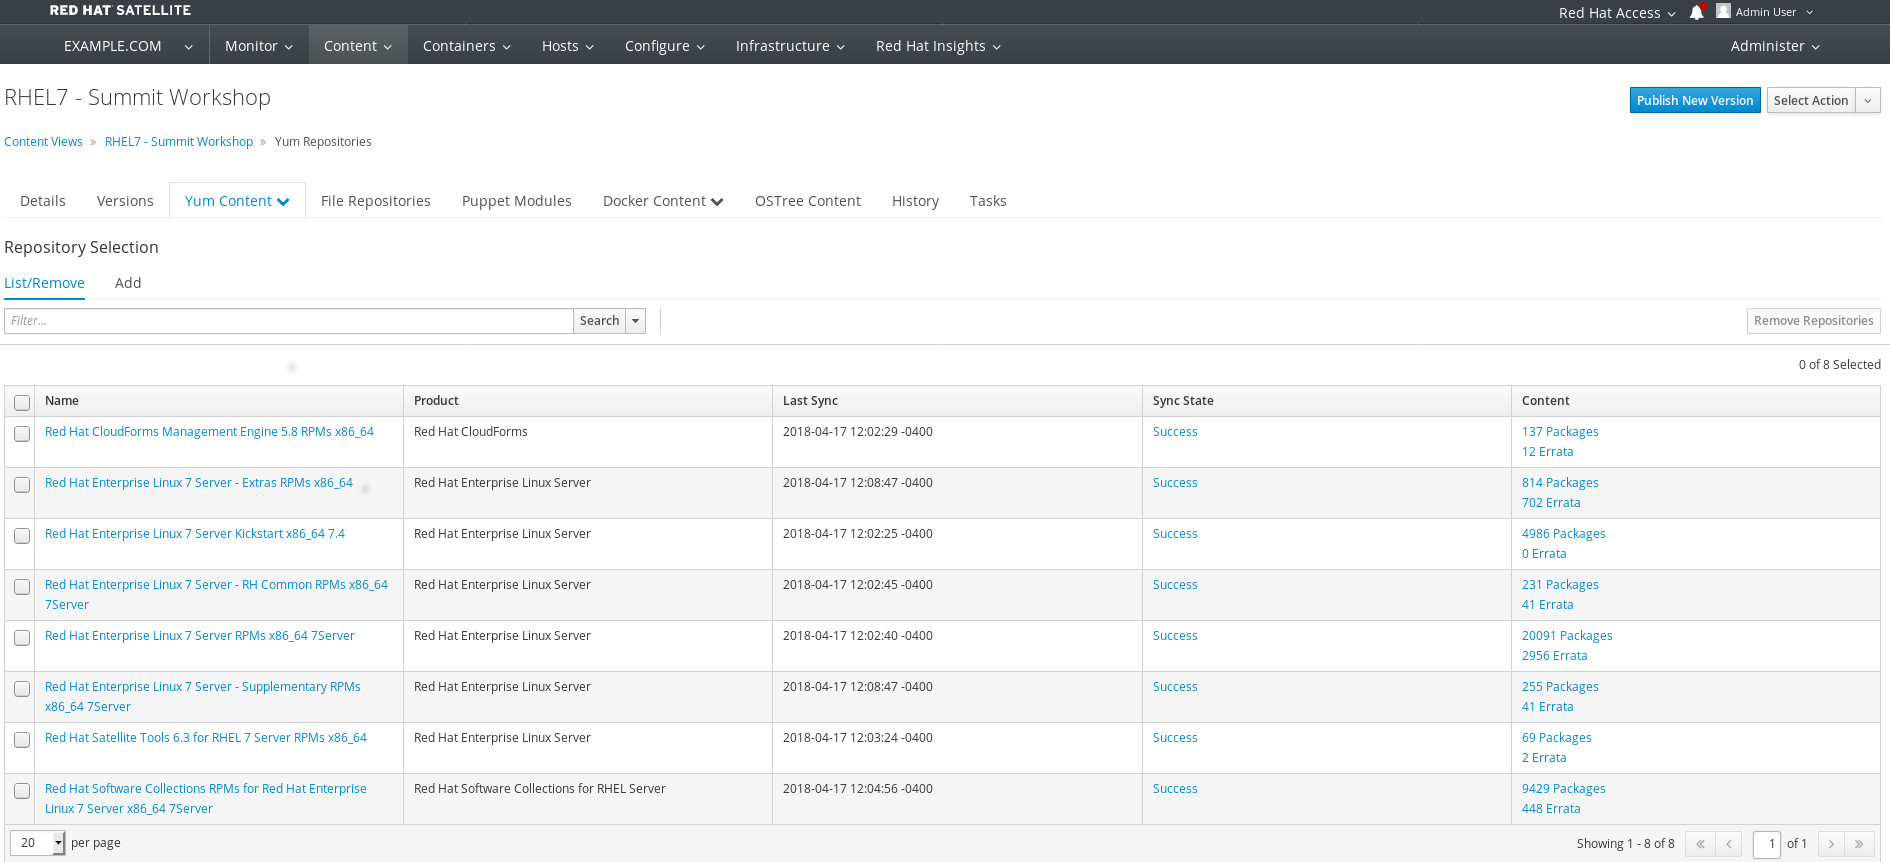 RED HAT SATELLITE
Red Hat Access Admin User
EXAMPLE.COM Monitor Content Containers Hosts Configure Infrastructure Red Hat Insights Administer
RHEL7 - Summit Workshop
Publish New Version Select Action
Content Views » RHEL7 - Summit Workshop » Yum Repositories
Details Versions Yum Content File Repositories Puppet Modules Docker Content OSTree Content History Tasks
Repository Selection
List/Remove Add
Filter... Search Remove Repositories
0 of 8 Selected
Name Product Last Sync Sync State Content
Red Hat CloudForms Management Engine 5.8 RPMs x86_64 Red Hat CloudForms 2018-04-17 12:02:29 -0400 Success 137 Packages
12 Errata
Red Hat Enterprise Linux 7 Server - Extras RPMs x86_64 Red Hat Enterprise Linux Server 2018-04-17 12:08:47 -0400 Success 814 Packages
702 Errata
Red Hat Enterprise Linux 7 Server Kickstart x86_64 7.4 Red Hat Enterprise Linux Server 2018-04-17 12:02:25 -0400 Success 4986 Packages
0 Errata
Red Hat Enterprise Linux 7 Server - RH Common RPMs x86_64 Red Hat Enterprise Linux Server 2018-04-17 12:02:45 -0400 Success 231 Packages
7Server 41 Errata
Red Hat Enterprise Linux 7 Server RPMs x86_64 7Server Red Hat Enterprise Linux Server 2018-04-17 12:02:40 -0400 Success 20091 Packages
2956 Errata
Red Hat Enterprise Linux 7 Server - Supplementary RPMs Red Hat Enterprise Linux Server 2018-04-17 12:08:47 -0400 Success 255 Packages
x86_64 7Server 41 Errata
Red Hat Satellite Tools 6.3 for RHEL 7 Server RPMs x86_64 Red Hat Enterprise Linux Server 2018-04-17 12:03:24 -0400 Success 69 Packages
2 Errata
Red Hat Software Collections RPMs for Red Hat Enterprise Red Hat Software Collections for RHEL Server 2018-04-17 12:04:56 -0400 Success 9429 Packages
Linux 7 Server x86_64 7Server 448 Errata
20 per page Showing 1 - 8 of 8 « ‹ 1 of 1 › »